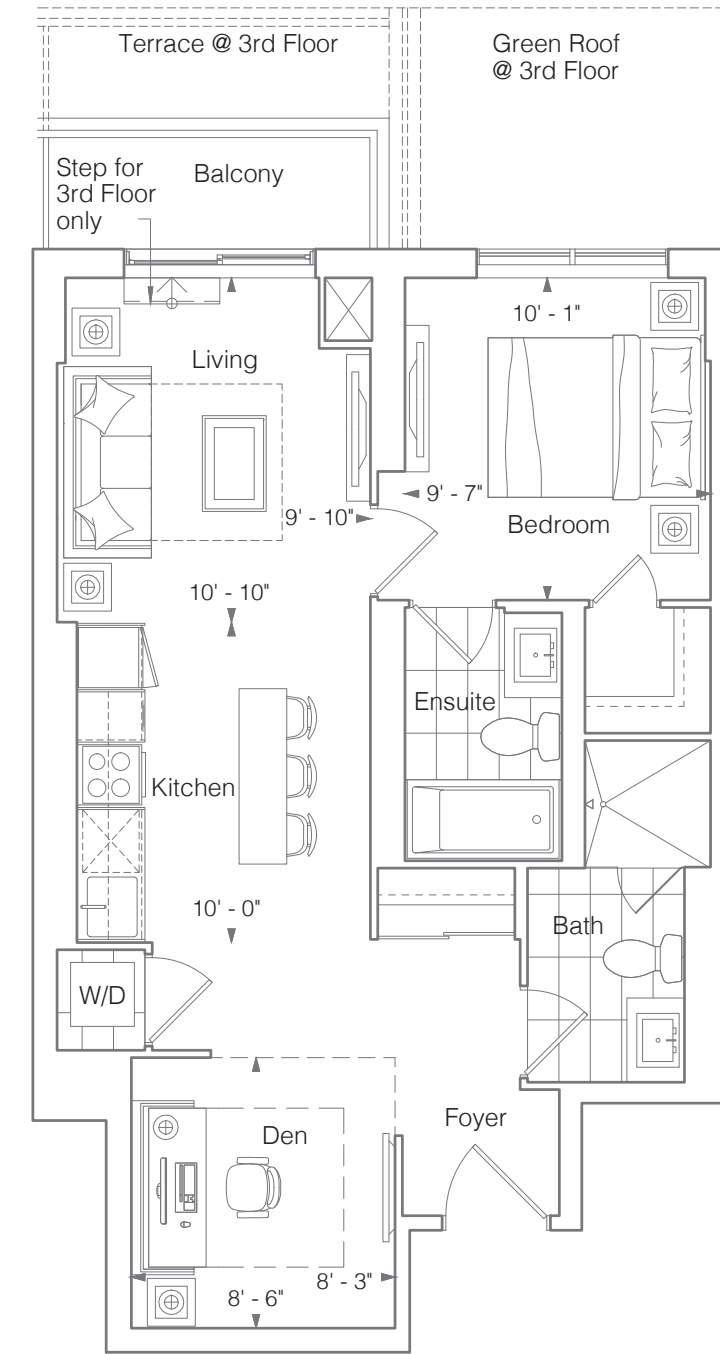 Terrace @ 3rd Floor
Green Roof
@ 3rd Floor
Step for
3rd Floor
only
Balcony
10' - 1"
Living
9' - 7"
9' - 10"
Bedroom
10' - 10"
Ensuite
Kitchen
10' - 0"
Bath
W/D
Foyer
Den
8' - 3"
8' - 6"